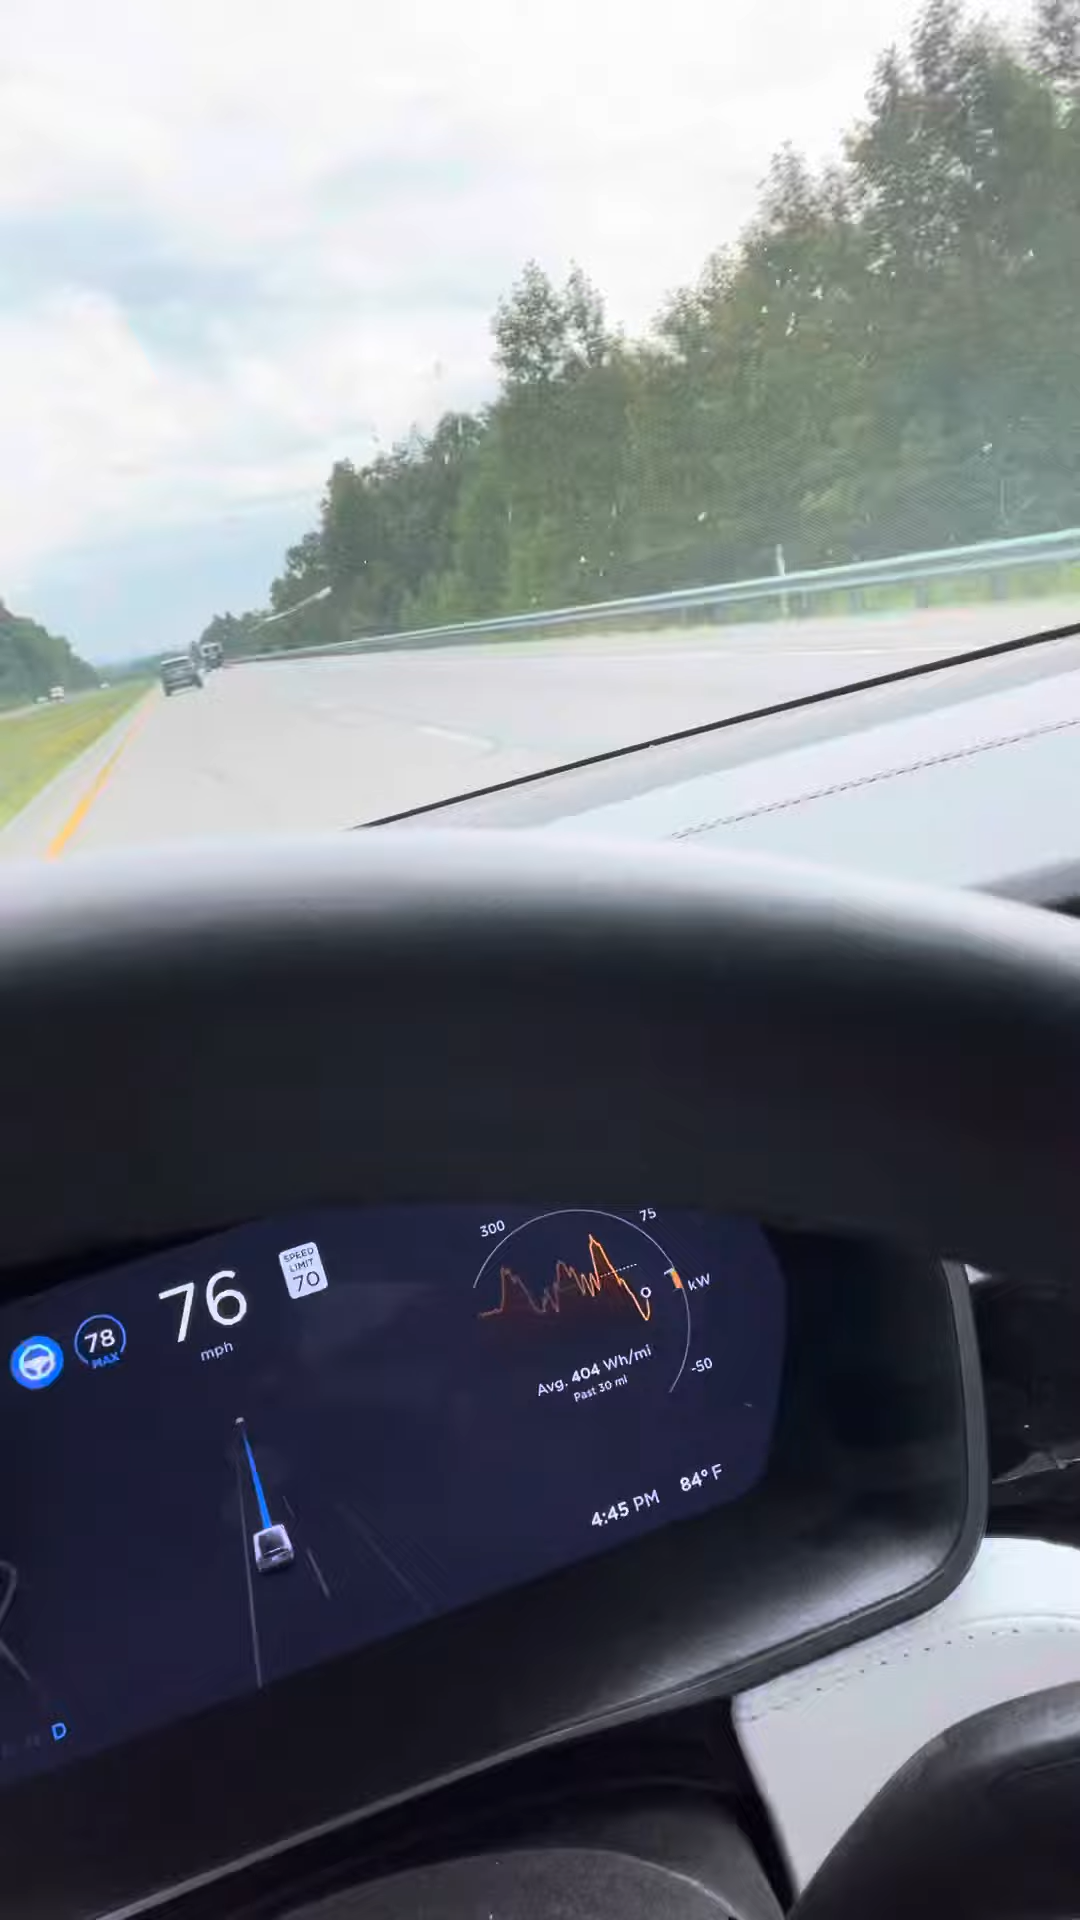 78
MAX
76
mph
SPEED
LIMIT
70
300
75
kW
-50
Avg. 404 Wh/mi
Past 30 mi
4:45 PM 84° F
D